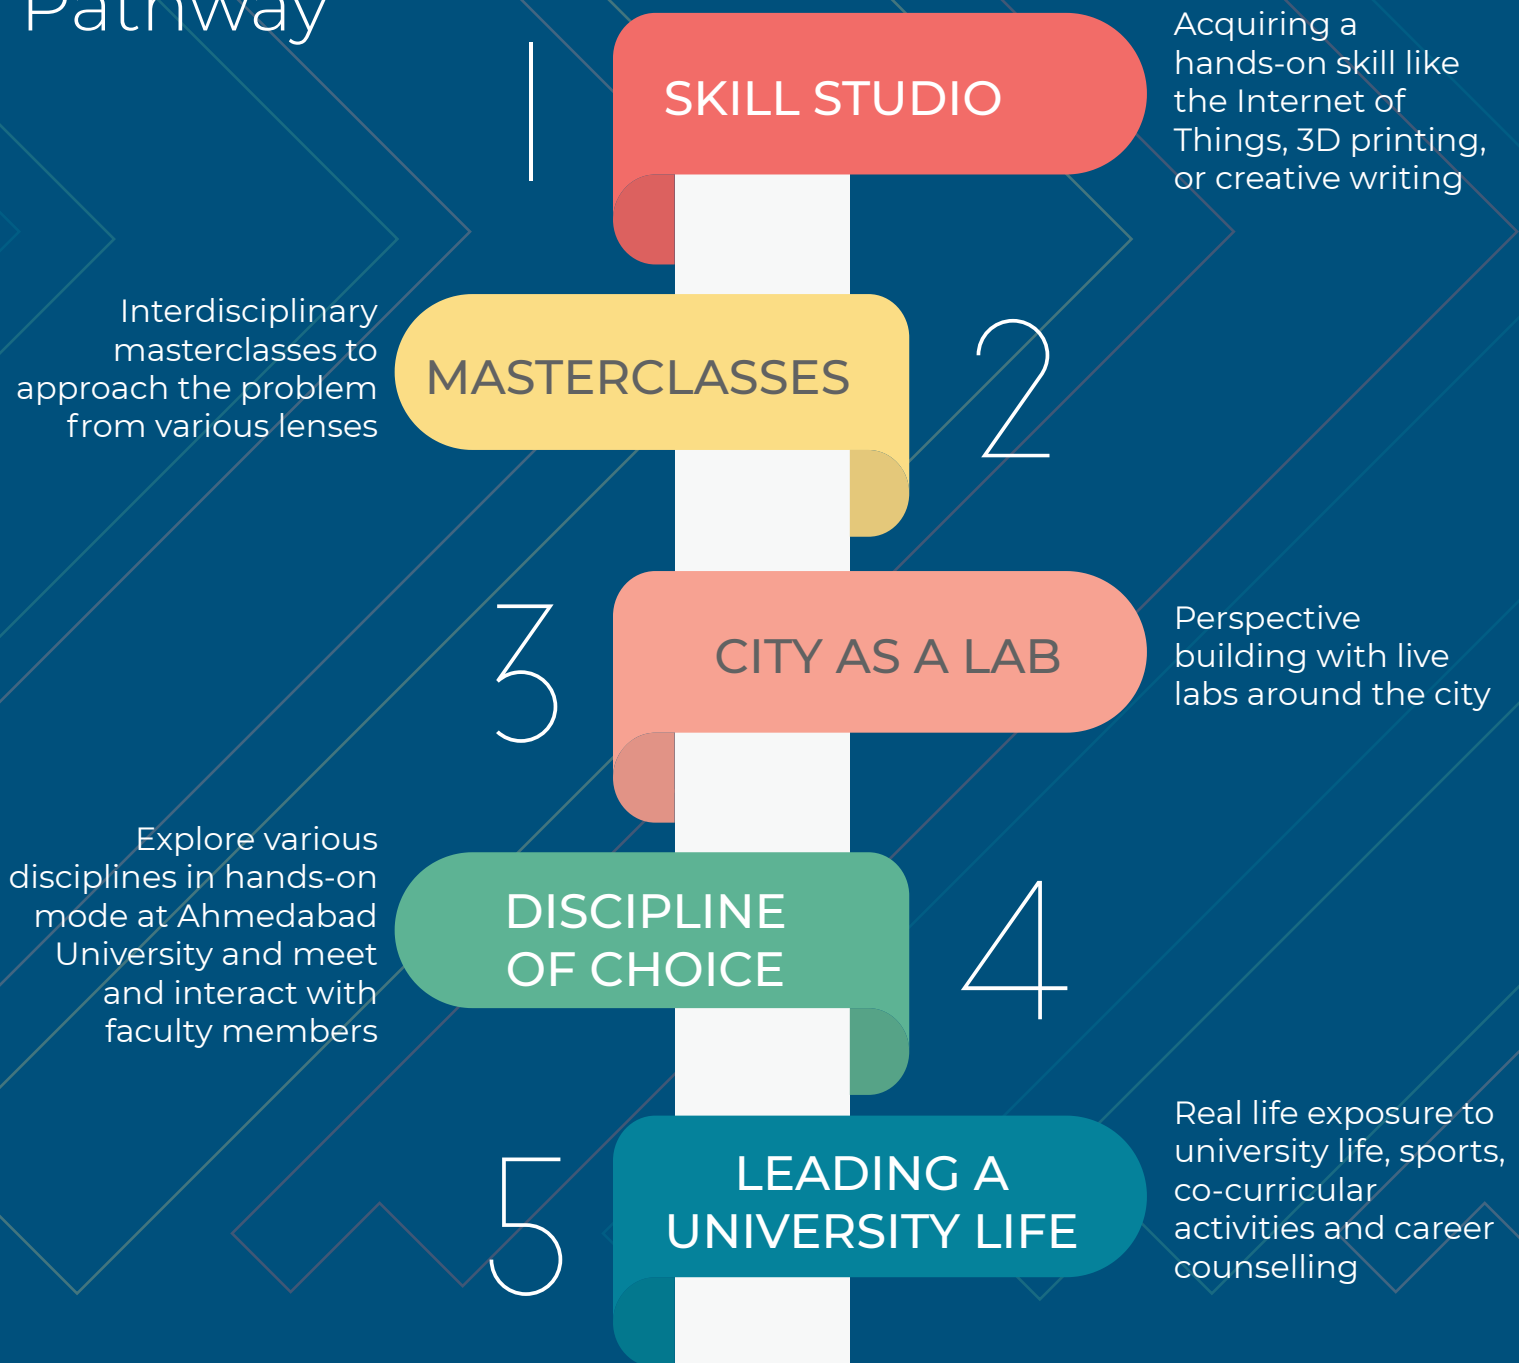 Pathway
1
SKILL STUDIO
Acquiring a
hands-on skill like
the Internet of
Things, 3D printing,
or creative writing
Interdisciplinary
masterclasses to
approach the problem
from various lenses
MASTERCLASSES
2
3
CITY AS A LAB
Perspective
building with live
labs around the city
Explore various
disciplines in hands-on
mode at Ahmedabad
University and meet
and interact with
faculty members
DISCIPLINE
OF CHOICE
4
5
LEADING A
UNIVERSITY LIFE
Real life exposure to
university life, sports,
co-curricular
activities and career
counselling